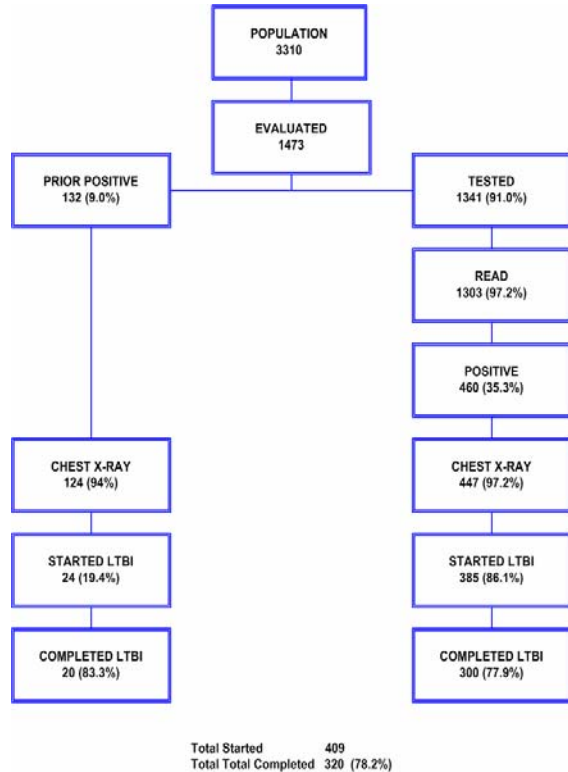 POPULATION
3310
EVALUATED
1473
PRIOR POSITIVE
132 (9.0%)
TESTED
1341 (91.0%)
READ
1303 (97.2%)
POSITIVE
460 (35.3%)
CHEST X-RAY
124 (94%)
CHEST X-RAY
447 (97.2%)
STARTED LTBI
24 (19.4%)
STARTED LTBI
385 (86.1%)
COMPLETED LTBI
20 (83.3%)
COMPLETED LTBI
300 (77.9%)
Total Started 409
Total Total Completed 320 (78.2%)